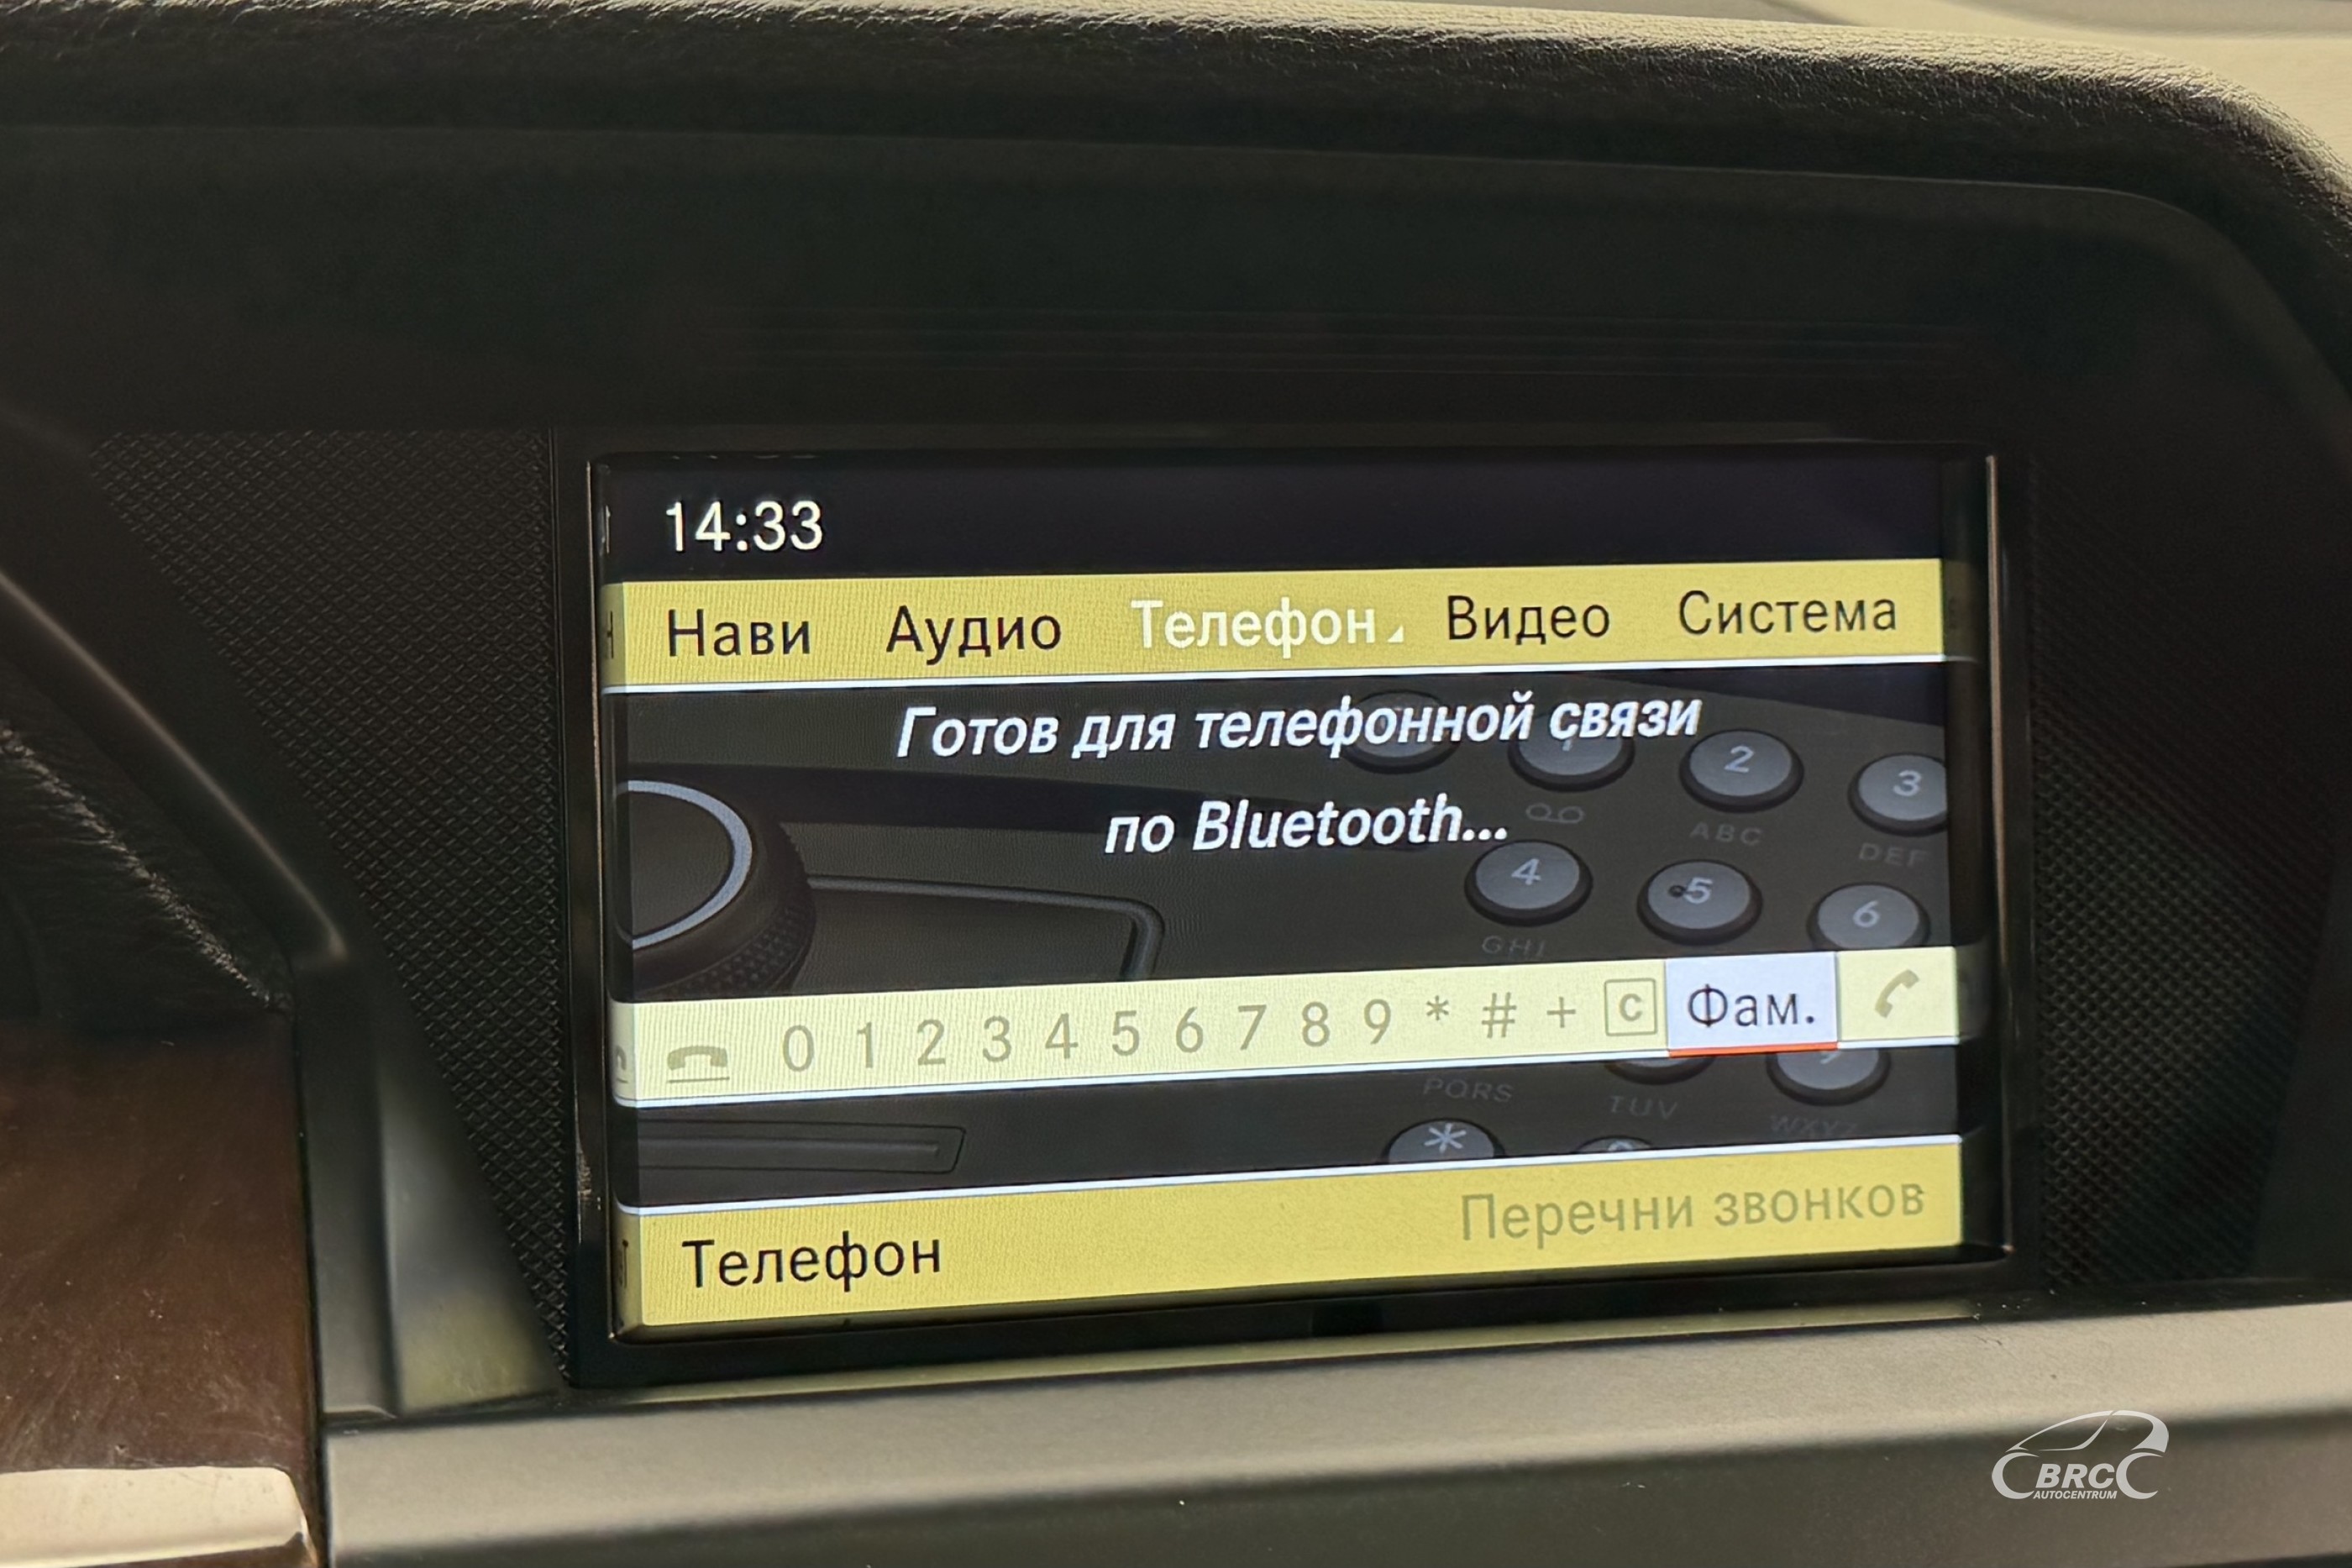 14:33
Нави Аудио Телефон Видео Система
Готов для телефонной связи
по Bluetooth...
2 3
ABC DEF
4 5 6
GHI
0 1 2 3 4 5 6 7 8 9 * # + C Фам.
PQRS TUV WXYZ
*
Телефон Перечни звонков
BRC
AUTOCENTRUM